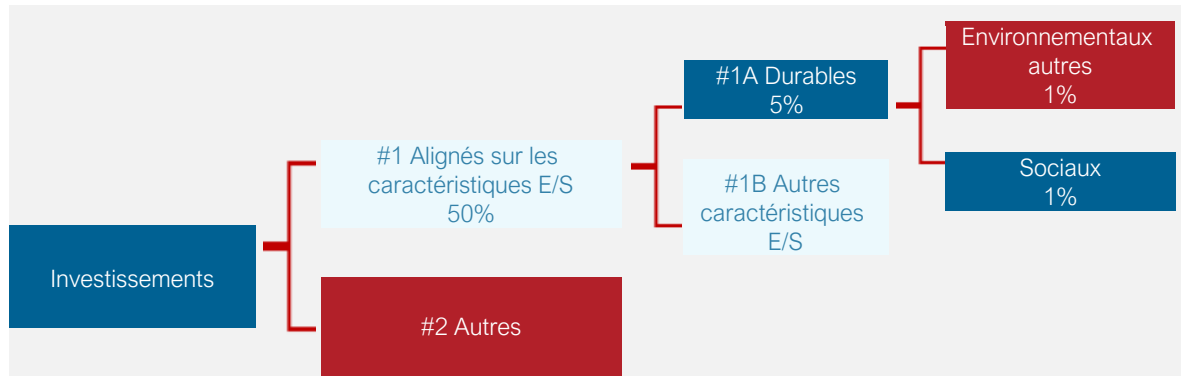 Investissements
#1 Alignés sur les
caractéristiques E/S
50%
#2 Autres
#1A Durables
5%
#1B Autres
caractéristiques
E/S
Environnementaux
autres
1%
Sociaux
1%